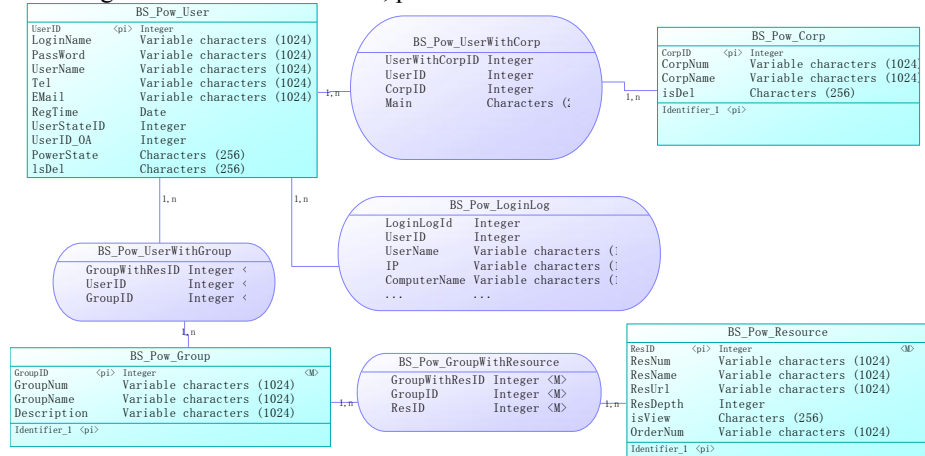 BS_Pow_User
UserID <pi> Integer
LoginName Variable characters (1024)
PassWord Variable characters (1024)
UserName Variable characters (1024)
Tel Variable characters (1024)
EMail Variable characters (1024)
RegTime Date
UserStateID Integer
UserID_OA Integer
PowerState Characters (256)
lsDel Characters (256)
BS_Pow_UserWithCorp
UserWithCorpID Integer
UserID Integer
CorpID Integer
Main Characters (
BS_Pow_Corp
CorpID <pi> Integer
CorpNum Variable characters (1024
CorpName Variable characters (1024
isDel Characters (256)
Identifier_1 <pi>
1,n
1,n
1,n
1,n
BS_Pow_LoginLog
LoginLogId Integer
UserID Integer
UserName Variable characters (
IP Variable characters (
ComputerName Variable characters (
... ...
BS_Pow_UserWithGroup
GroupWithResID Integer <
UserID Integer <
GroupID Integer <
1,n
BS_Pow_Group
GroupID <pi> Integer <M>
GroupNum Variable characters (1024)
GroupName Variable characters (1024)
Description Variable characters (1024)
Identifier_1 <pi>
1,n
BS_Pow_GroupWithResource
GroupWithResID Integer <M>
GroupID Integer <M>
ResID Integer <M>
1,n
BS_Pow_Resource
ResID <pi> Integer <M>
ResNum Variable characters (1024)
ResName Variable characters (1024)
ResUrl Variable characters (1024)
ResDepth Integer
isView Characters (256)
OrderNum Variable characters (1024)
Identifier_1 <pi>